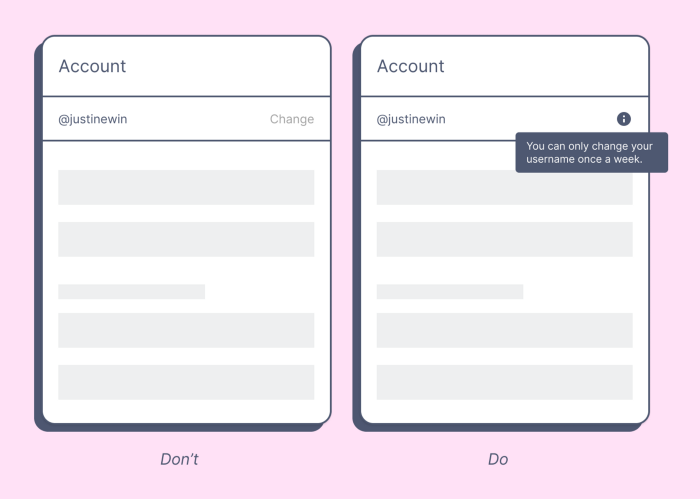 Account
@justinewin
Change
Don't
Account
@justinewin
You can only change your
username once a week.
Do